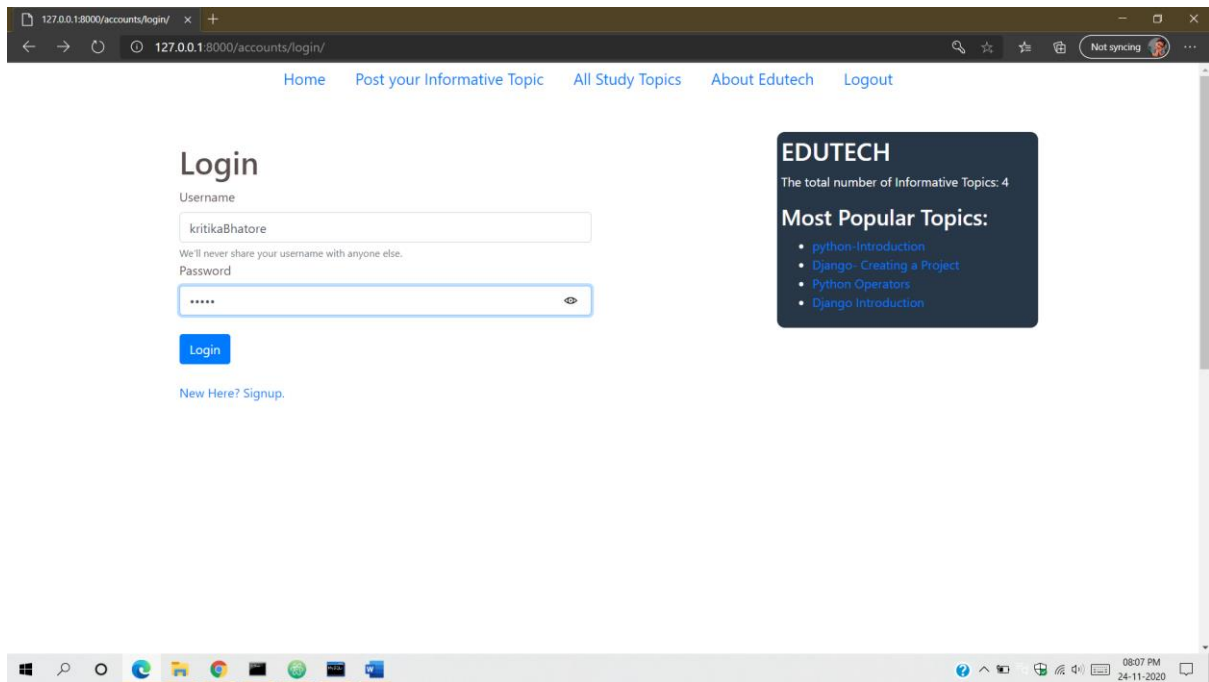 127.0.0.1:8000/accounts/login/
127.0.0.1:8000/accounts/login/
Not syncing
Home Post your Informative Topic All Study Topics About Edutech Logout
Login
Username
kritikaBhatore
We'll never share your username with anyone else.
Password
•••••
Login
New Here? Signup.
EDUTECH
The total number of Informative Topics: 4
Most Popular Topics:
• python-Introduction
• Django- Creating a Project
• Python Operators
• Django Introduction
08:07 PM
24-11-2020